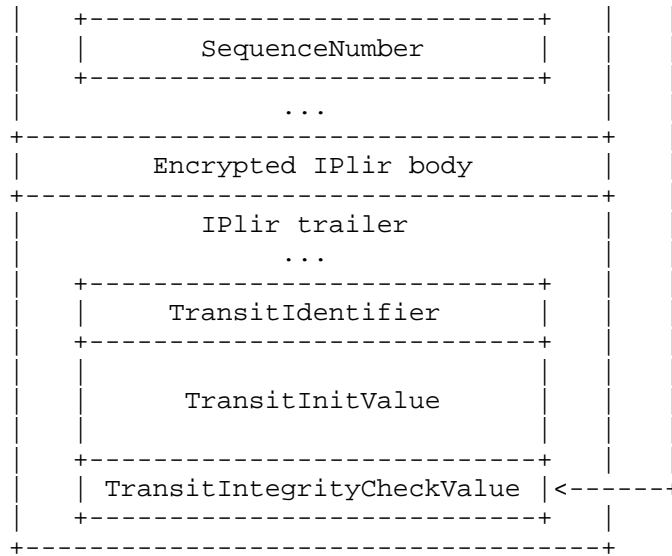 SequenceNumber
...
Encrypted IPlir body
IPlir trailer
...
TransitIdentifier
TransitInitValue
TransitIntegrityCheckValue